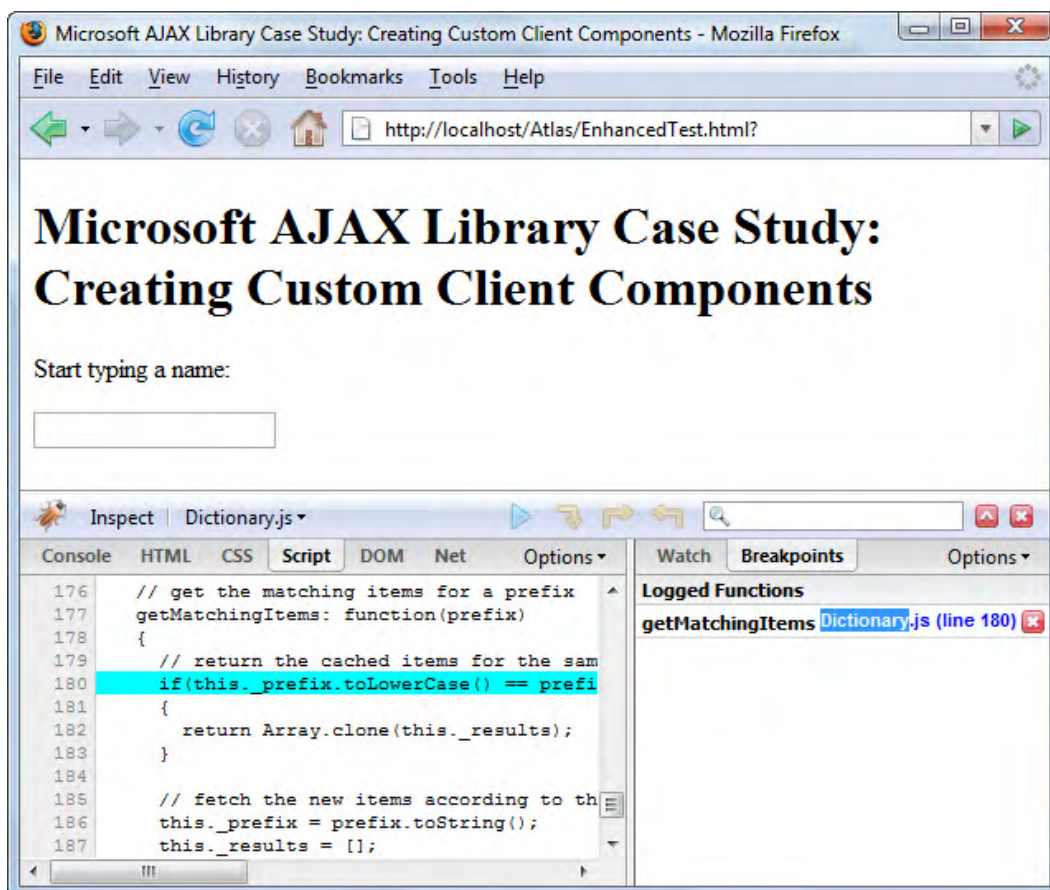 Microsoft AJAX Library Case Study: Creating Custom Client Components - Mozilla Firefox
File Edit View History Bookmarks Tools Help
http://localhost/Atlas/EnhancedTest.html?
Microsoft AJAX Library Case Study:
Creating Custom Client Components
Start typing a name:
Inspect Dictionary.js
Console HTML CSS Script DOM Net Options
176 // get the matching items for a prefix
177 getMatchingItems: function(prefix)
178 {
179 // return the cached items for the sam
180 if(this._prefix.toLowerCase() == prefi
181 {
182 return Array.clone(this._results);
183 }
184
185 // fetch the new items according to th
186 this._prefix = prefix.toString();
187 this._results = [];
Watch Breakpoints Options
Logged Functions
getMatchingItems Dictionary.js (line 180)